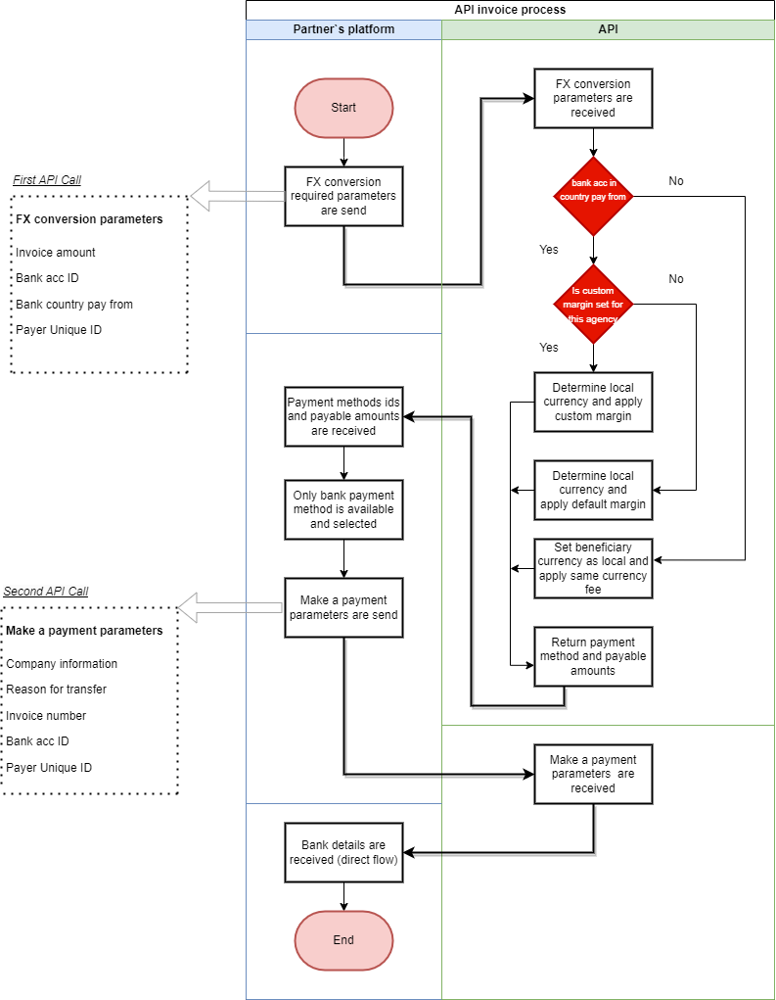 API invoice process
Partner`s platform
API
Start
FX conversion
required parameters
are send
First API Call
FX conversion parameters
Invoice amount
Bank acc ID
Bank country pay from
Payer Unique ID
FX conversion
parameters are
received
bank acc in
country pay from
No
Yes
Is custom
margin set for
this agency
No
Yes
Determine local
currency and apply
custom margin
Determine local
currency and
apply default margin
Set beneficiary
currency as local and
apply same currency
fee
Return payment
method and payable
amounts
Payment methods ids
and payable amounts
are received
Only bank payment
method is available
and selected
Make a payment
parameters are send
Second API Call
Make a payment parameters
Company information
Reason for transfer
Invoice number
Bank acc ID
Payer Unique ID
Make a payment
parameters are
received
Bank details are
received (direct flow)
End